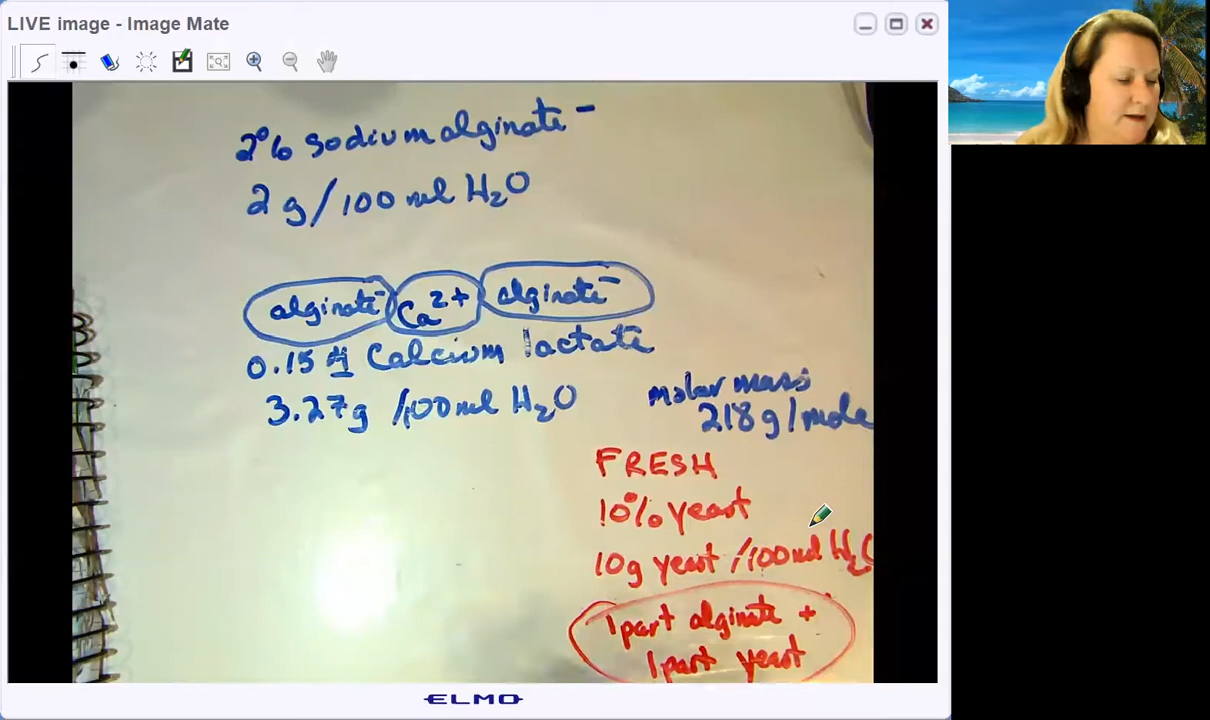 LIVE image - Image Mate
2% sodium alginate -
2 g/100 ml H₂O
alginate⁻ Ca²⁺ alginate⁻
0.15 M Calcium lactate
3.27g /100 ml H₂O
molar mass
218 g/mole
FRESH
10% yeast
10g yeast /100 ml H₂O
1 part alginate +
1 part yeast
ELMO